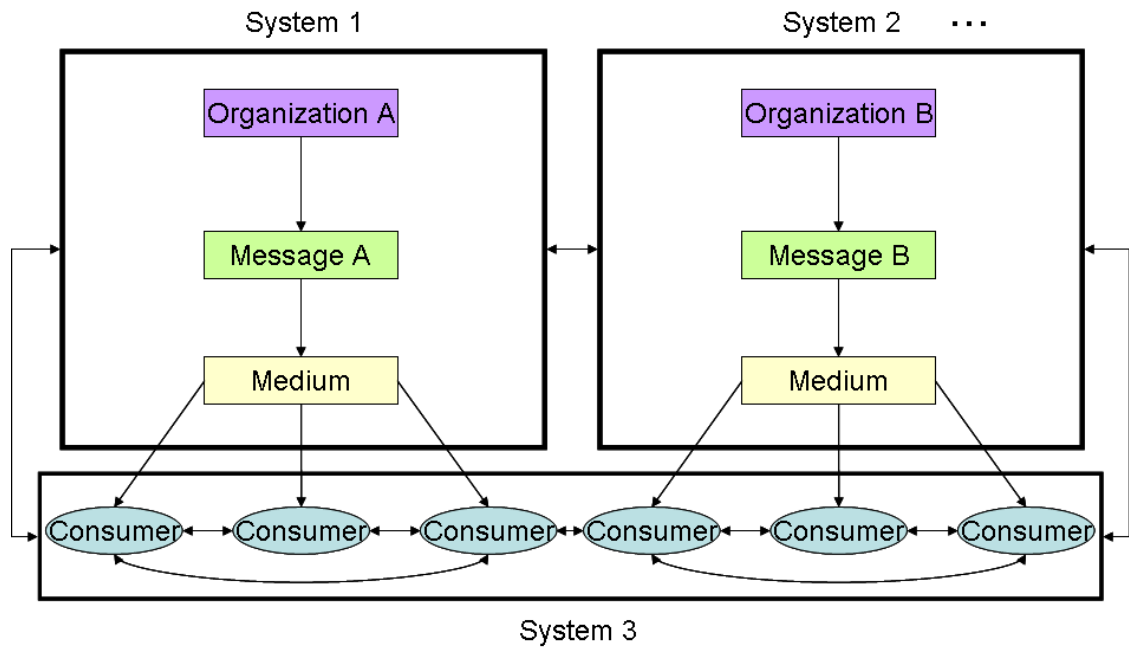 System 1
System 2 ...
Organization A
Organization B
Message A
Message B
Medium
Medium
Consumer Consumer Consumer Consumer Consumer Consumer
System 3